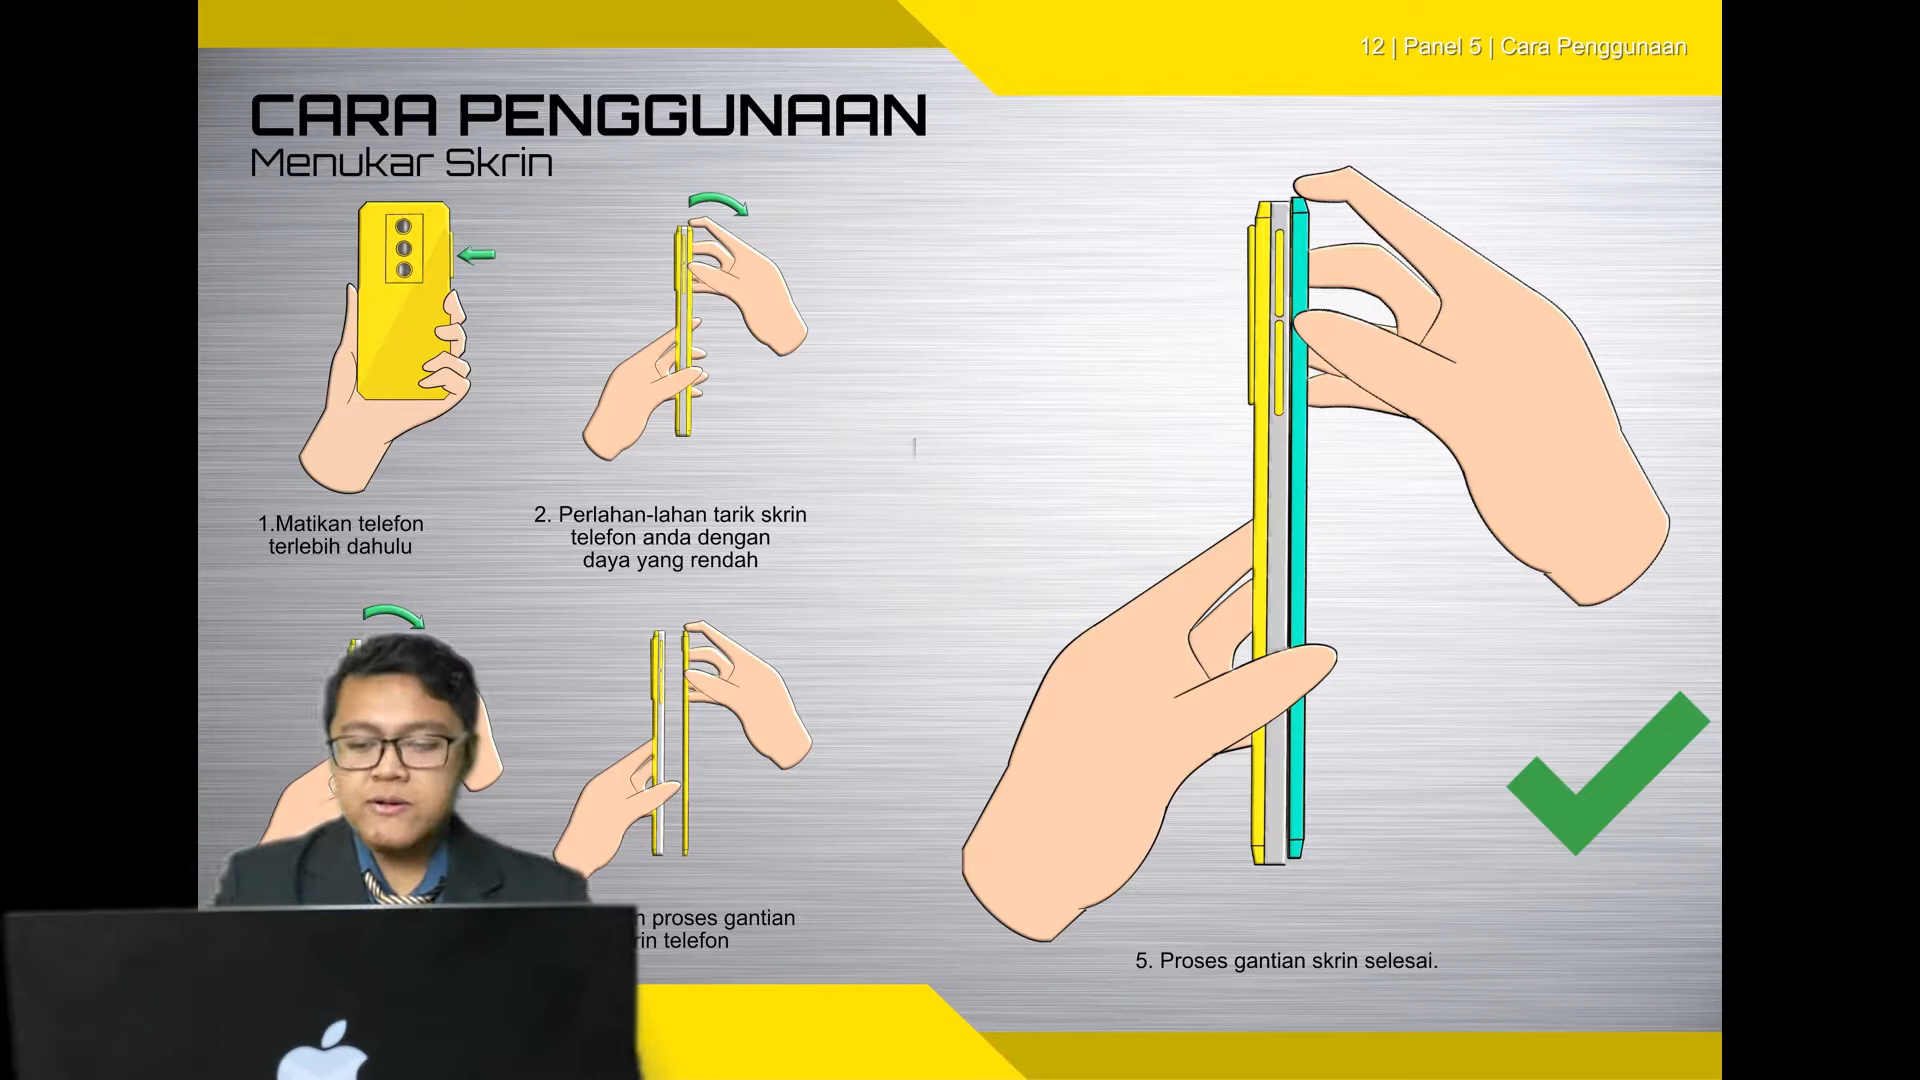 12 | Panel 5 | Cara Penggunaan
CARA PENGGUNAAN
Menukar Skrin
1.Matikan telefon
terlebih dahulu
2. Perlahan-lahan tarik skrin
telefon anda dengan
daya yang rendah
proses gantian
telefon
5. Proses gantian skrin selesai.